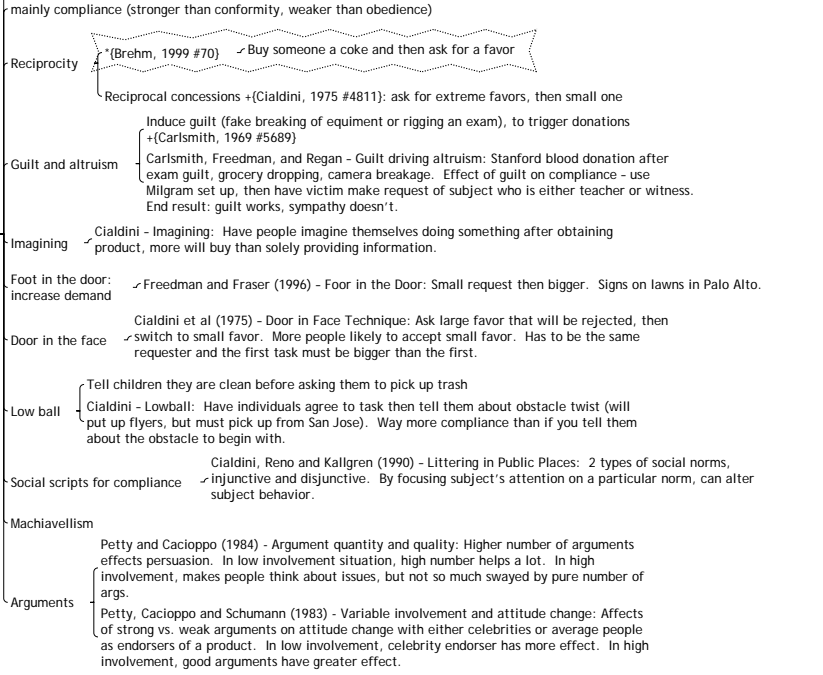 mainly compliance (stronger than conformity, weaker than obedience)
Reciprocity
*{Brehm, 1999 #70}
Buy someone a coke and then ask for a favor
Reciprocal concessions +{Cialdini, 1975 #4811}: ask for extreme favors, then small one
Guilt and altruism
Induce guilt (fake breaking of equiment or rigging an exam), to trigger donations
+{Carlsmith, 1969 #5689}
Carlsmith, Freedman, and Regan – Guilt driving altruism: Stanford blood donation after
exam guilt, grocery dropping, camera breakage.  Effect of guilt on compliance – use
Milgram set up, then have victim make request of subject who is either teacher or witness.
End result: guilt works, sympathy doesn't.
Imagining
Cialdini – Imagining:  Have people imagine themselves doing something after obtaining
product, more will buy than solely providing information.
Foot in the door:
increase demand
Freedman and Fraser (1996) – Foor in the Door: Small request then bigger.  Signs on lawns in Palo Alto.
Door in the face
Cialdini et al (1975) – Door in Face Technique: Ask large favor that will be rejected, then
switch to small favor.  More people likely to accept small favor.  Has to be the same
requester and the first task must be bigger than the first.
Low ball
Tell children they are clean before asking them to pick up trash
Cialdini – Lowball:  Have individuals agree to task then tell them about obstacle twist (will
put up flyers, but must pick up from San Jose).  Way more compliance than if you tell them
about the obstacle to begin with.
Social scripts for compliance
Cialdini, Reno and Kallgren (1990) – Littering in Public Places:  2 types of social norms,
injunctive and disjunctive.  By focusing subject's attention on a particular norm, can alter
subject behavior.
Machiavellism
Arguments
Petty and Cacioppo (1984) - Argument quantity and quality: Higher number of arguments
effects persuasion.  In low involvement situation, high number helps a lot.  In high
involvement, makes people think about issues, but not so much swayed by pure number of
args.
Petty, Cacioppo and Schumann (1983) - Variable involvement and attitude change: Affects
of strong vs. weak arguments on attitude change with either celebrities or average people
as endorsers of a product.  In low involvement, celebrity endorser has more effect.  In high
involvement, good arguments have greater effect.